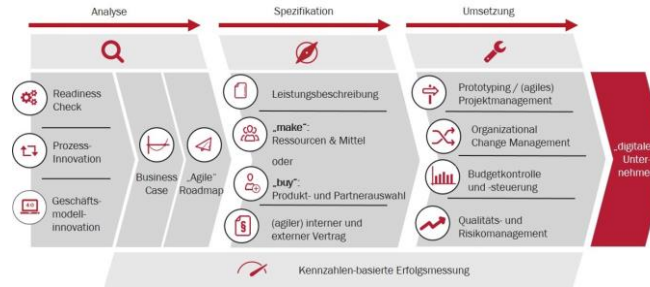 Analyse
Spezifikation
Umsetzung
Readiness
Check
Prozess-
Innovation
Geschäfts-
modell-
innovation
Business
Case
„Agile"
Roadmap
Leistungsbeschreibung
„make":
Ressourcen & Mittel
oder
„buy":
Produkt- und Partnerauswahl
§
(agiler) interner und
externer Vertrag
Prototyping / (agiles)
Projektmanagement
Organizational
Change Management
Budgetkontrolle
und -steuerung
Qualitäts- und
Risikomanagement
„digitales
Unter-
nehmen
Kennzahlen-basierte Erfolgsmessung